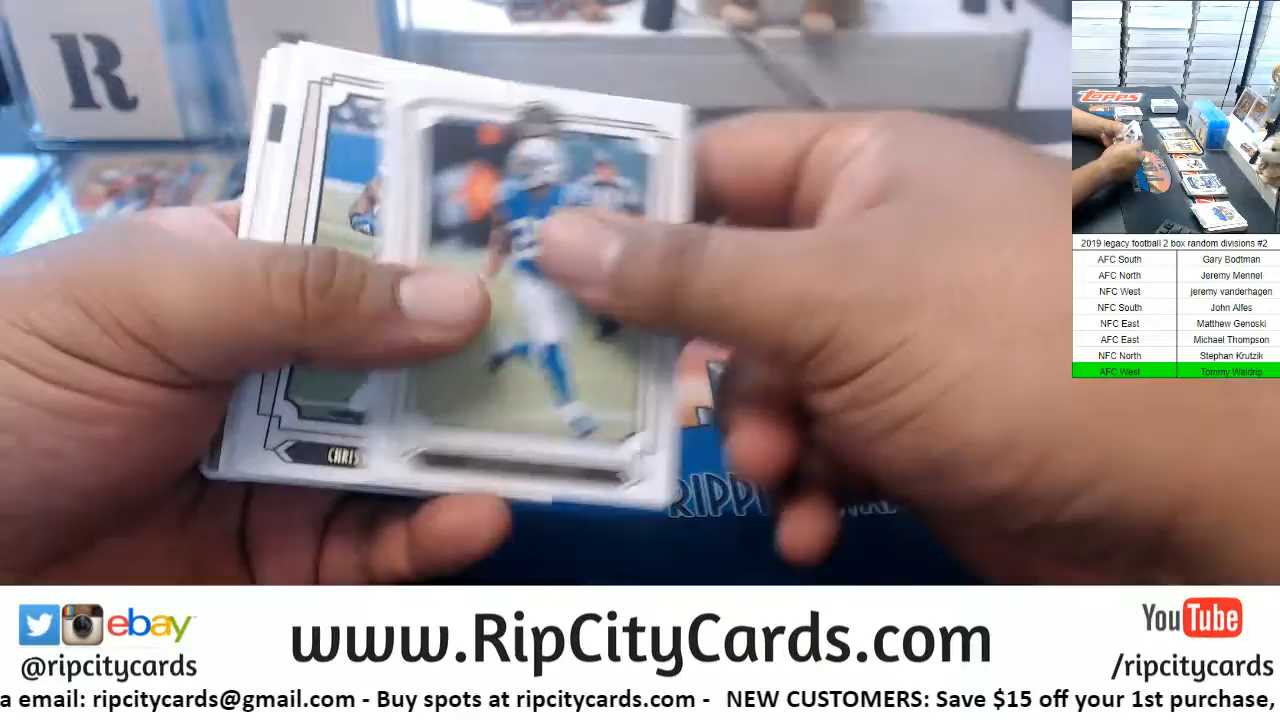 R
CHRIS
RIPP
Topps
2019 legacy football 2 box random divisions #2
AFC South Gary Bodtman
AFC North Jeremy Mennel
NFC West jeremy vanderhagen
NFC South John Alfes
NFC East Matthew Genoski
AFC East Michael Thompson
NFC North Stephan Krutzik
AFC West Tommy Waldrip
ebay
@ripcitycards
www.RipCityCards.com
YouTube
/ripcitycards
a email: ripcitycards@gmail.com - Buy spots at ripcitycards.com - NEW CUSTOMERS: Save $15 off your 1st purchase,